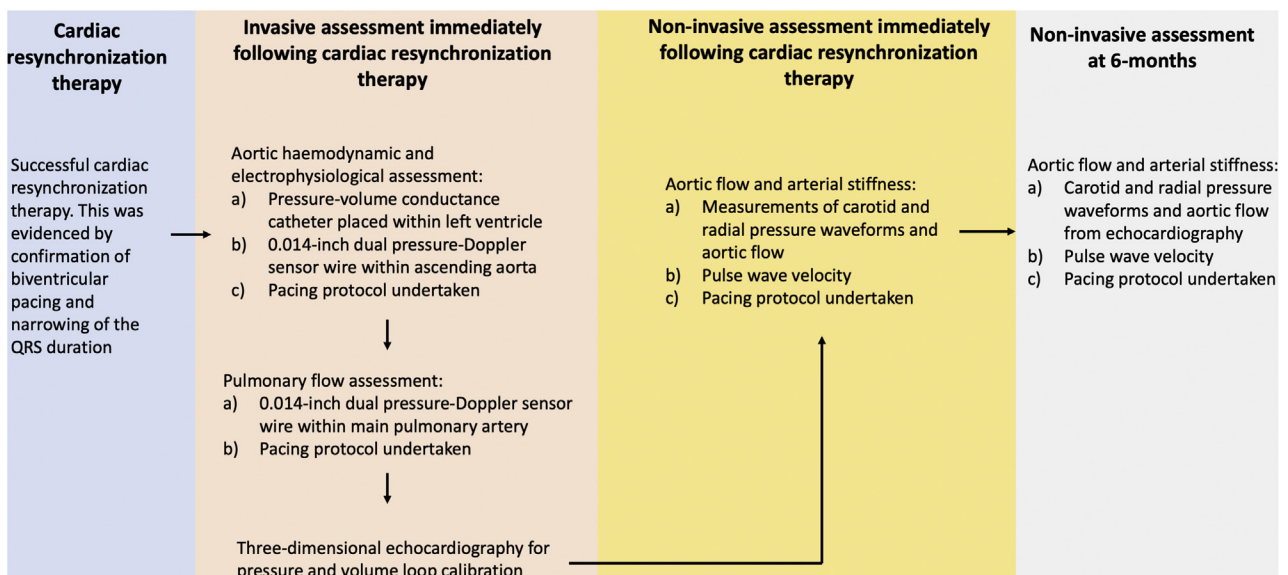 Cardiac
resynchronization
therapy
Successful cardiac
resynchronization
therapy. This was
evidenced by
confirmation of
biventricular
pacing and
narrowing of the
QRS duration
Invasive assessment immediately
following cardiac resynchronization
therapy
Aortic haemodynamic and
electrophysiological assessment:
a) Pressure-volume conductance
catheter placed within left ventricle
b) 0.014-inch dual pressure-Doppler
sensor wire within ascending aorta
c) Pacing protocol undertaken
Pulmonary flow assessment:
a) 0.014-inch dual pressure-Doppler sensor
wire within main pulmonary artery
b) Pacing protocol undertaken
Three-dimensional echocardiography for
pressure and volume loop calibration
Non-invasive assessment immediately
following cardiac resynchronization
therapy
Aortic flow and arterial stiffness:
a) Measurements of carotid and
radial pressure waveforms and
aortic flow
b) Pulse wave velocity
c) Pacing protocol undertaken
Non-invasive assessment
at 6-months
Aortic flow and arterial stiffness:
a) Carotid and radial pressure
waveforms and aortic flow
from echocardiography
b) Pulse wave velocity
c) Pacing protocol undertaken